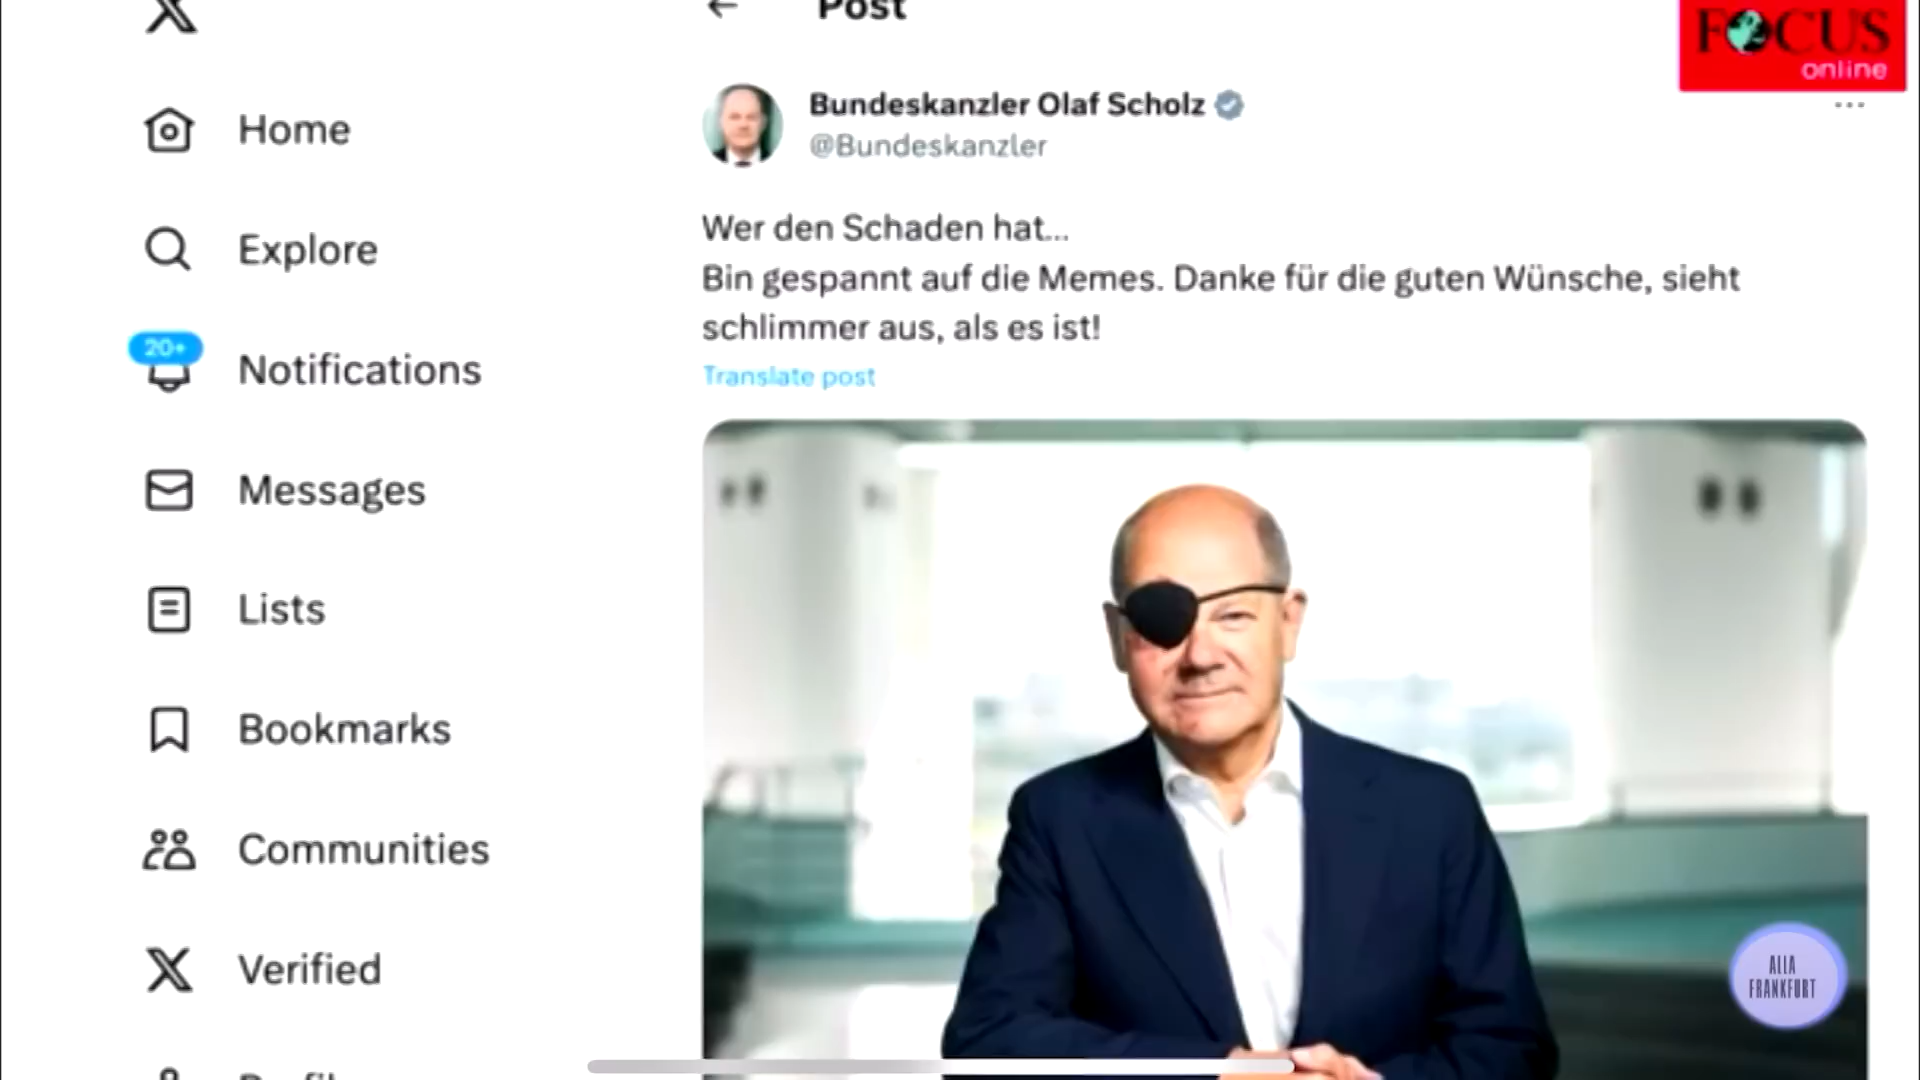 Post
FOCUS
online
Bundeskanzler Olaf Scholz
@Bundeskanzler
Home
Explore
20+
Notifications
Messages
Lists
Bookmarks
Communities
Verified
Wer den Schaden hat...
Bin gespannt auf die Memes. Danke für die guten Wünsche, sieht
schlimmer aus, als es ist!
Translate post
ALLA
FRANKFURT